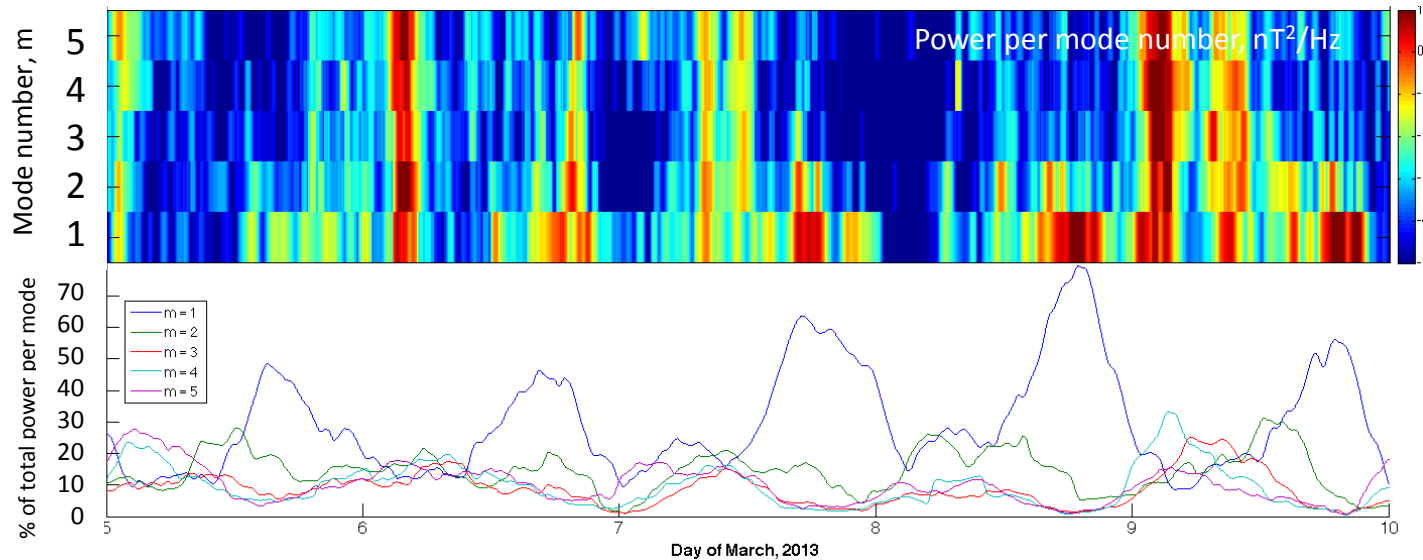 Power per mode number, nT²/Hz
Mode number, m
5
4
3
2
1
0
% of total power per mode
70
60
50
40
30
20
10
0
m = 1
m = 2
m = 3
m = 4
m = 5
5
6
7
8
9
10
Day of March, 2013